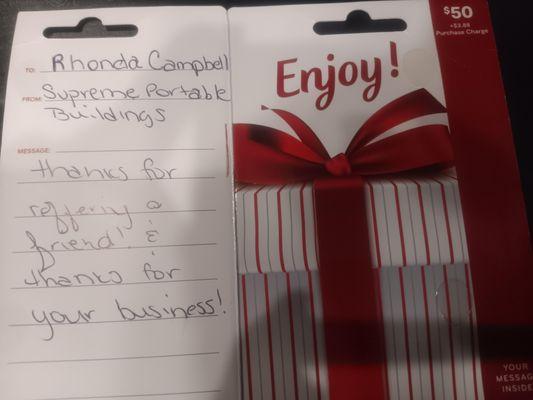 TO: Rhonda Campbell
FROM: Supreme Portable
Buildings
MESSAGE:
thanks for
reffering a
friend! &
thanks for
your business!
Enjoy!
$50
+$3.88
Purchase Charge
YOUR
MESSAGE
INSIDE